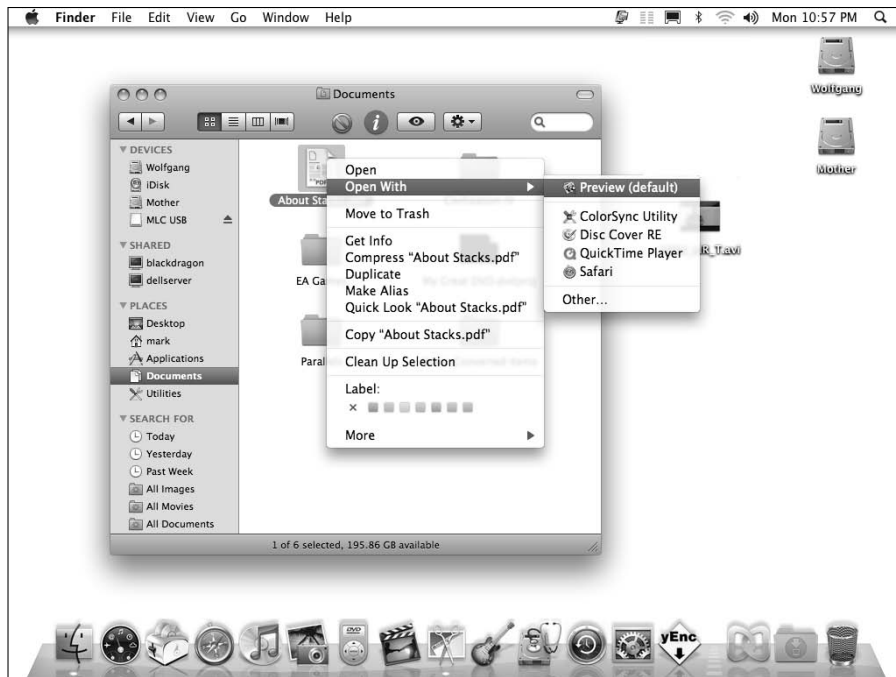 Finder File Edit View Go Window Help Mon 10:57 PM
Wolfgang
Mother
Documents
DEVICES
Wolfgang
iDisk
Mother
MLC USB
SHARED
blackdragon
dellserver
PLACES
Desktop
mark
Applications
Documents
Utilities
SEARCH FOR
Today
Yesterday
Past Week
All Images
All Movies
All Documents
PDF
About Sta
EA Ga
Paral
Open
Open With
Move to Trash
Get Info
Compress “About Stacks.pdf”
Duplicate
Make Alias
Quick Look “About Stacks.pdf”
Copy “About Stacks.pdf”
Clean Up Selection
Label:
More
Preview (default)
ColorSync Utility
Disc Cover RE
QuickTime Player
Safari
Other...
R_T.avi
1 of 6 selected, 195.86 GB available
DVD
yEnc